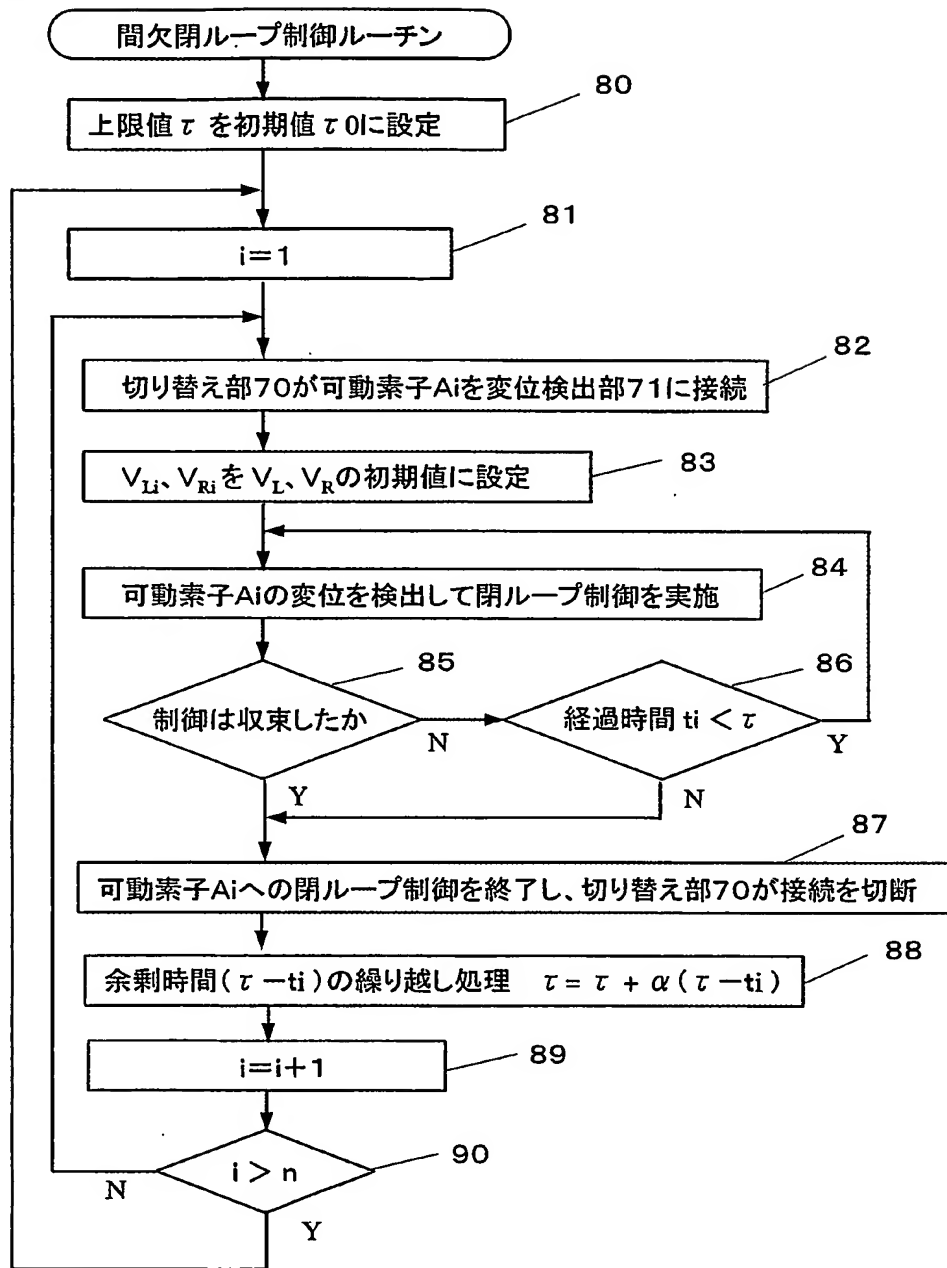 間欠閉ループ制御ルーチン
80
上限値τを初期値τ0に設定
81
i=1
82
切り替え部70が可動素子Aiを変位検出部71に接続
83
VLi、VRiをVL、VRの初期値に設定
84
可動素子Aiの変位を検出して閉ループ制御を実施
85
86
制御は収束したか
N
経過時間 ti < τ
Y
Y
N
87
可動素子Aiへの閉ループ制御を終了し、切り替え部70が接続を切断
88
余剰時間(τ-ti)の繰り越し処理 τ= τ + α(τ-ti)
89
i=i+1
90
i > n
N
Y